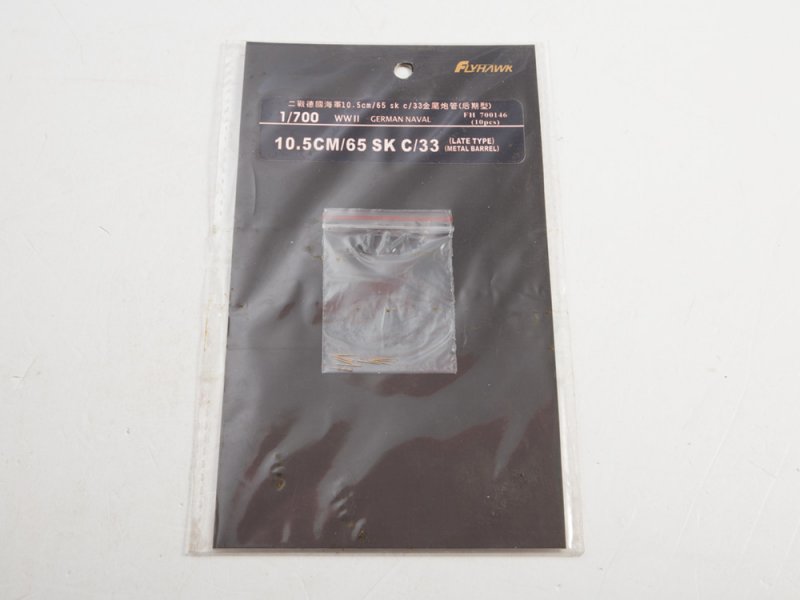 FLYHAWK
二戰德國海軍10.5cm/65 sk c/33金屬炮管(后期型)
1/700 WWII GERMAN NAVAL FH 700146
(10pcs)
10.5CM/65 SK C/33 (LATE TYPE)
(METAL BARREL)